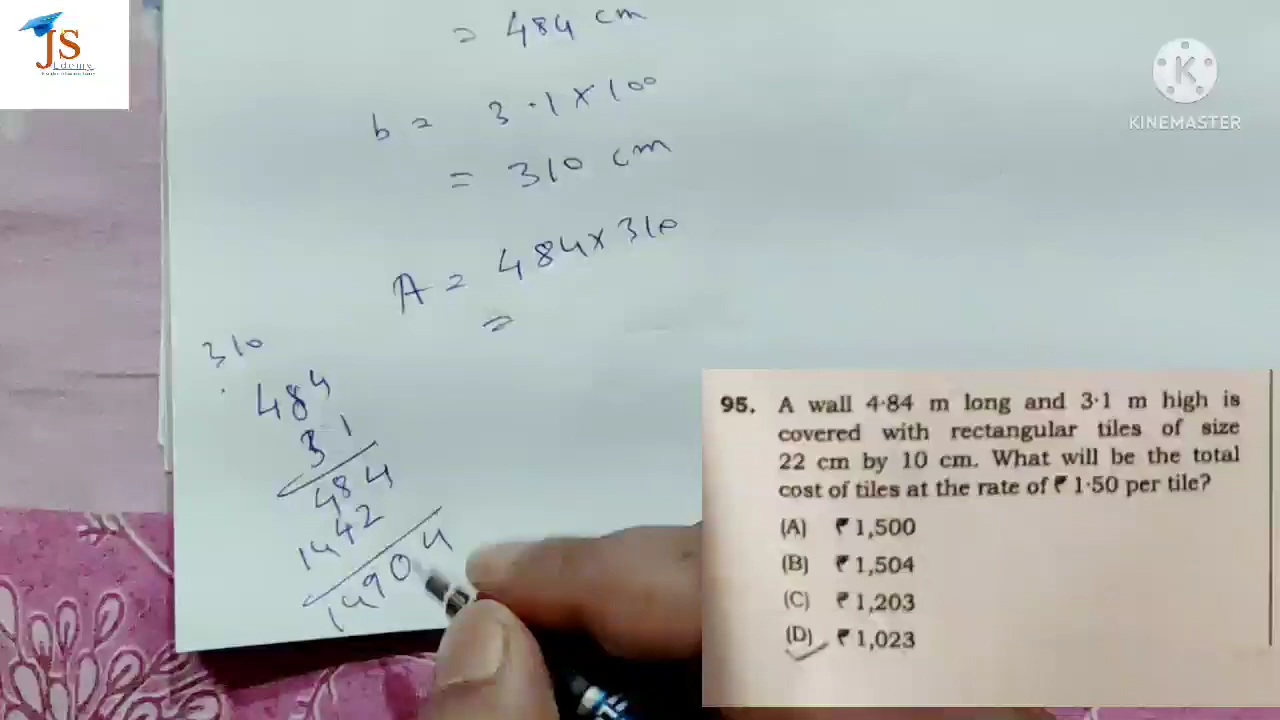 JS
Edemy
KINEMASTER
= 484 cm
b = 3.1 × 100
= 310 cm
A = 484 × 310
=
310
484
31
484
1442
14904
95. A wall 4·84 m long and 3·1 m high is
covered with rectangular tiles of size
22 cm by 10 cm. What will be the total
cost of tiles at the rate of ₹ 1·50 per tile?
(A) ₹ 1,500
(B) ₹ 1,504
(C) ₹ 1,203
(D) ₹ 1,023